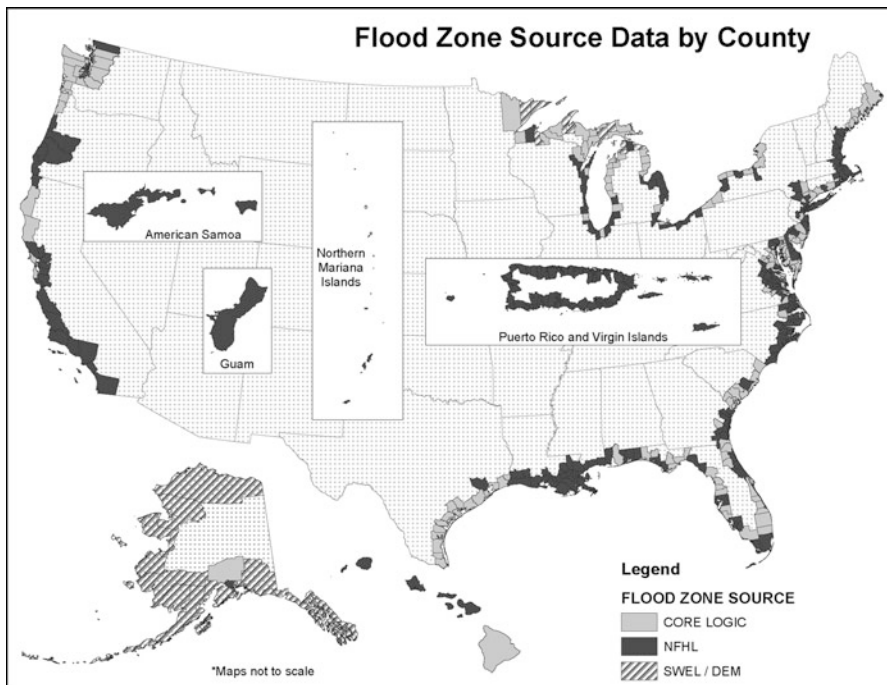 Flood Zone Source Data by County
American Samoa
Northern
Mariana
Islands
Guam
Puerto Rico and Virgin Islands
Legend
FLOOD ZONE SOURCE
CORE LOGIC
NFHL
SWEL / DEM
*Maps not to scale